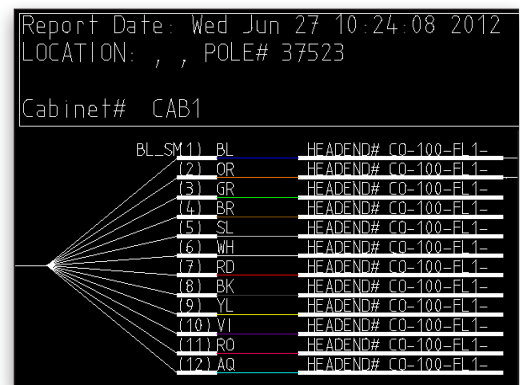 Report Date: Wed Jun 27 10:24:08 2012
LOCATION: , , POLE# 37523
Cabinet# CAB1
BL_SM 1) BL HEADEND# CO-100-FL1-
(2) OR HEADEND# CO-100-FL1-
(3) GR HEADEND# CO-100-FL1-
(4) BR HEADEND# CO-100-FL1-
(5) SL HEADEND# CO-100-FL1-
(6) WH HEADEND# CO-100-FL1-
(7) RD HEADEND# CO-100-FL1-
(8) BK HEADEND# CO-100-FL1-
(9) YL HEADEND# CO-100-FL1-
(10) VI HEADEND# CO-100-FL1-
(11) RO HEADEND# CO-100-FL1-
(12) AQ HEADEND# CO-100-FL1-